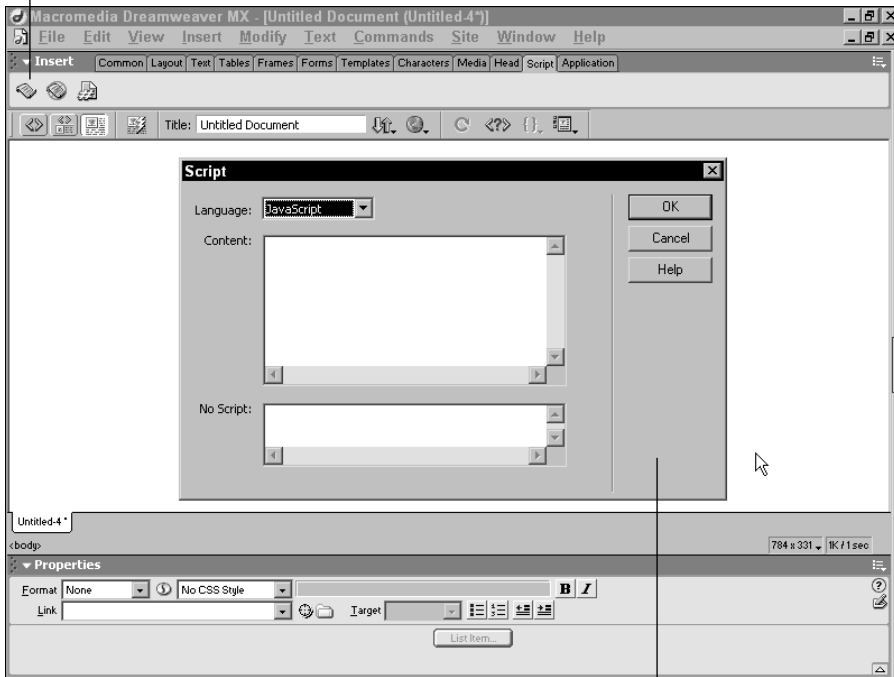 Macromedia Dreamweaver MX - [Untitled Document (Untitled-4*)]
File Edit View Insert Modify Text Commands Site Window Help
Insert Common Layout Text Tables Frames Forms Templates Characters Media Head Script Application
Title: Untitled Document
Script
Language: JavaScript
OK
Content:
Cancel
Help
No Script:
Untitled-4*
<body>
784 x 331 1K / 1 sec
Properties
Format None No CSS Style B I
Link Target
List Item...